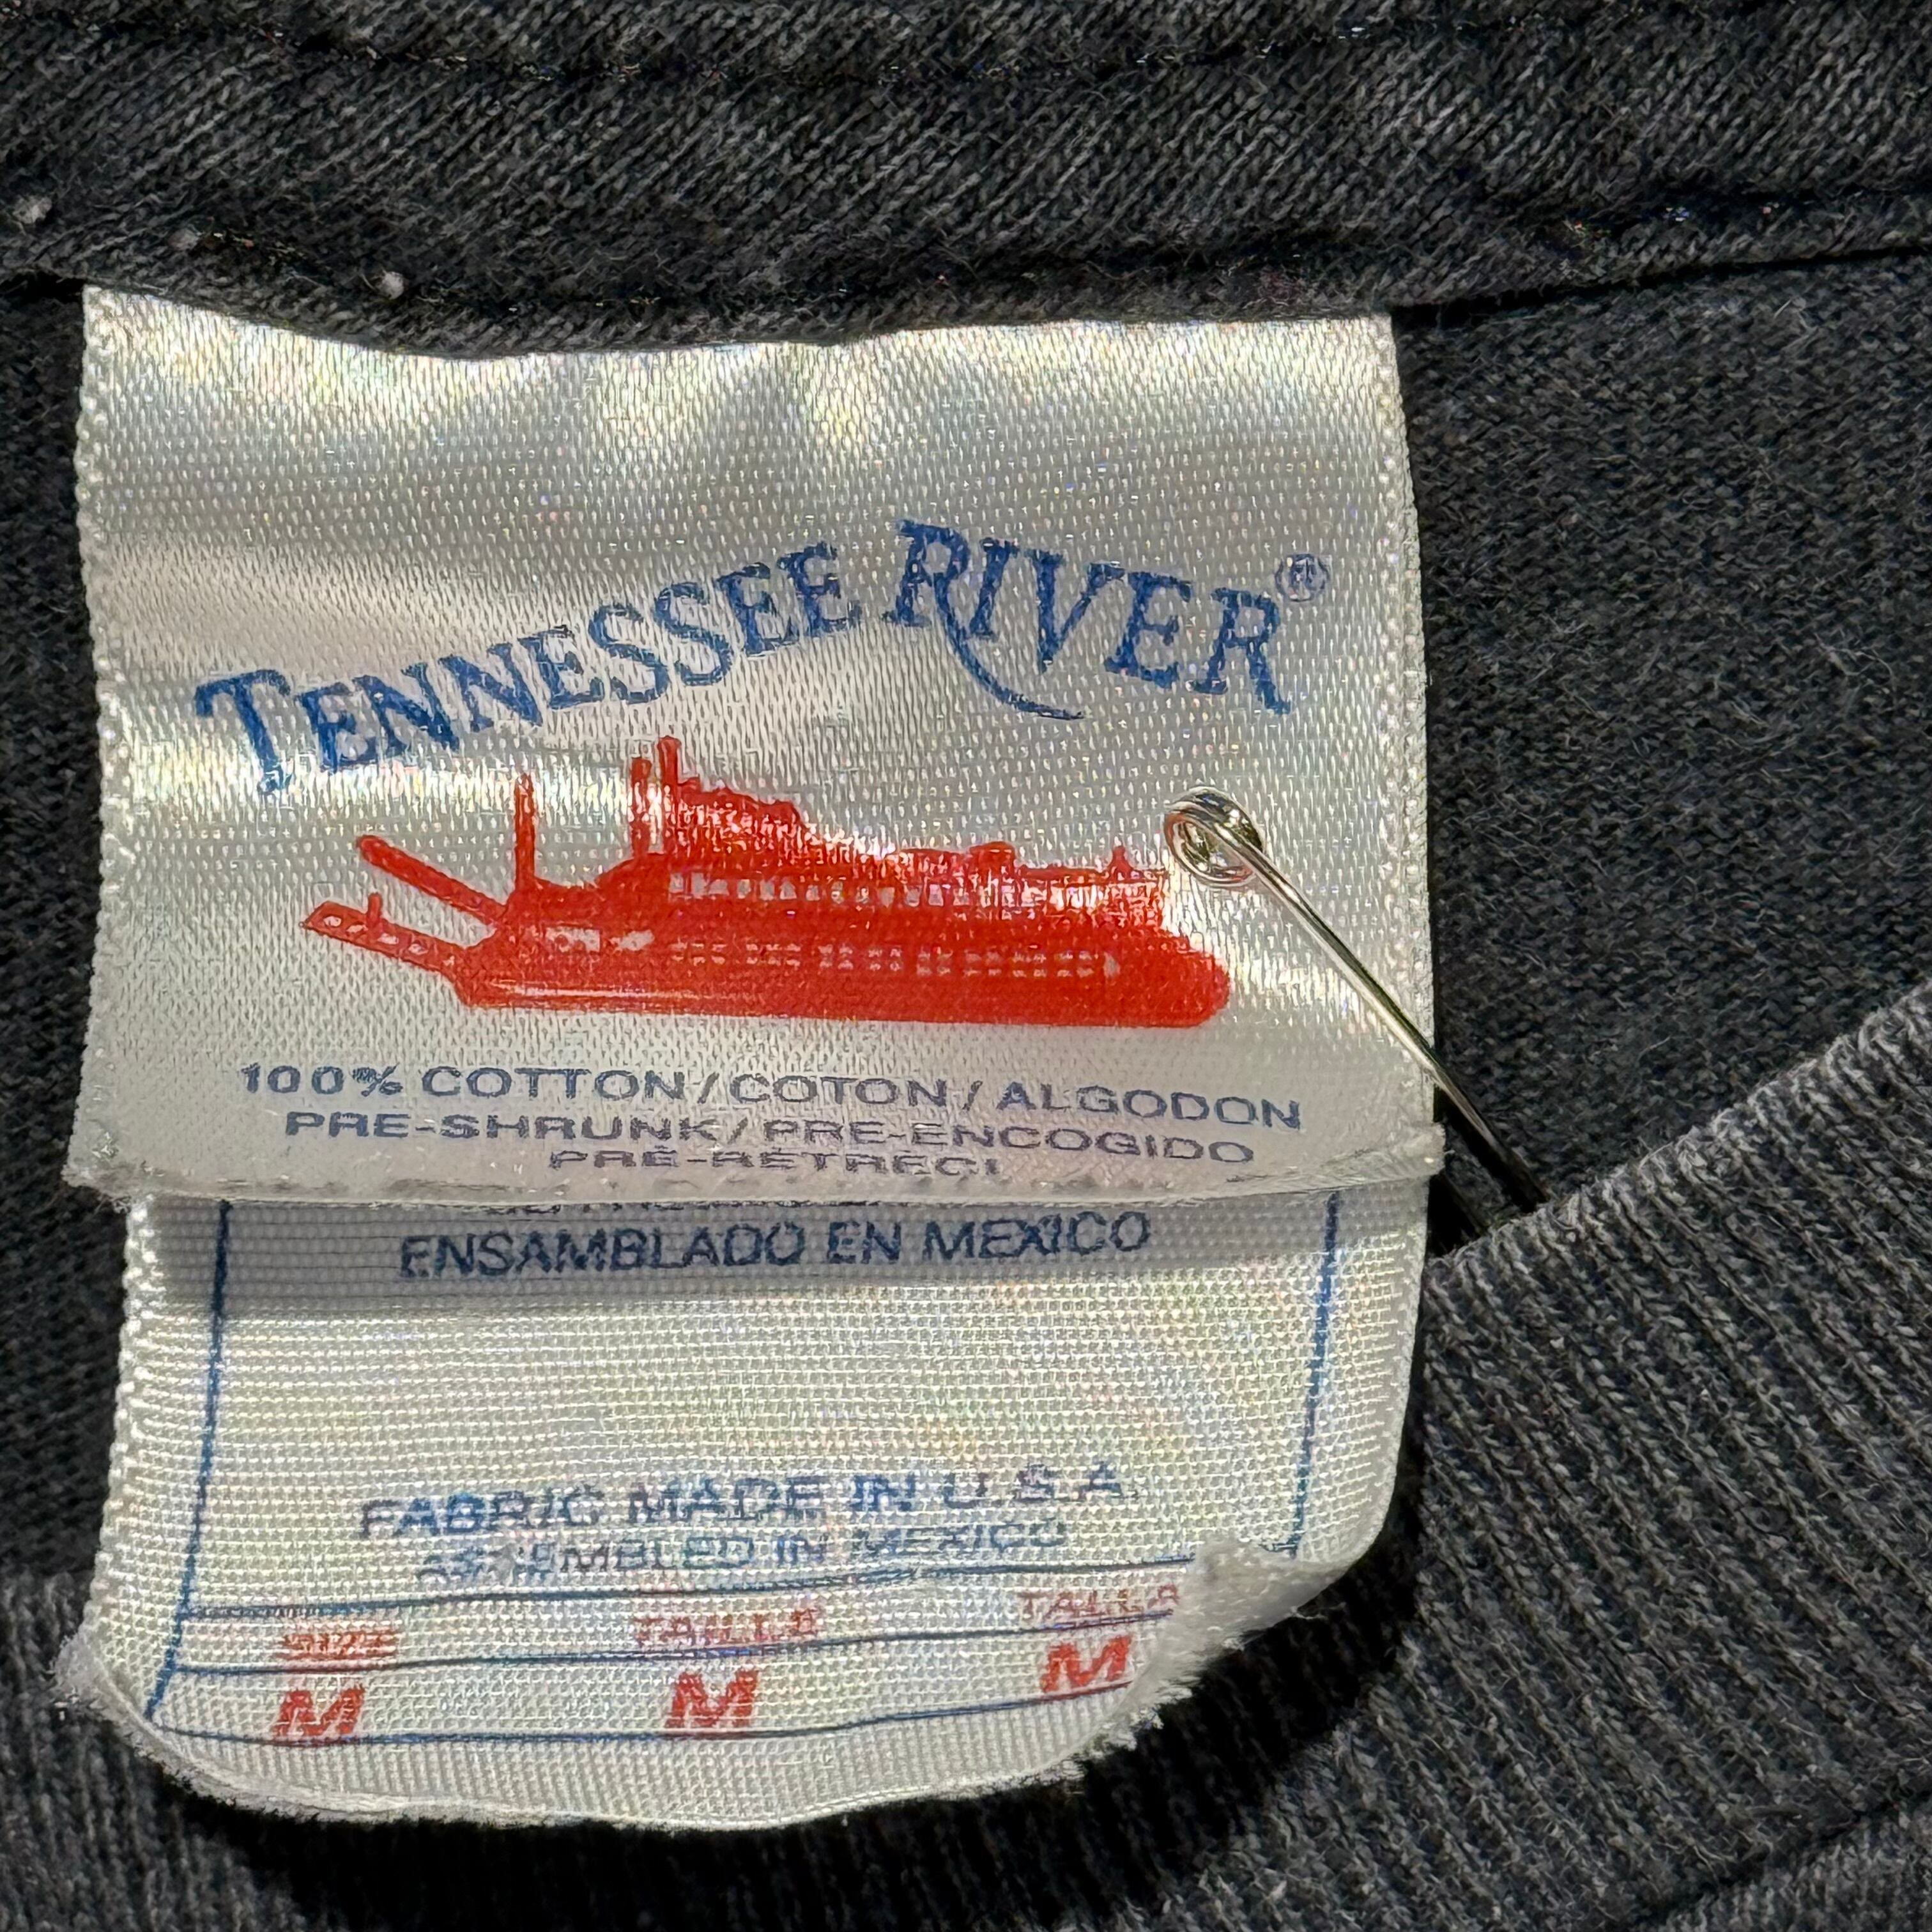 TENNESSEE RIVER®
100% COTTON / COTON / ALGODON
PRE-SHRUNK / PRE-ENCOGIDO
PRÉ-RÉTRÉCI
ENSAMBLADO EN MEXICO
FABRIC MADE IN U.S.A.
ASSEMBLED IN MEXICO
SIZE TAILLE TALLA
M M M